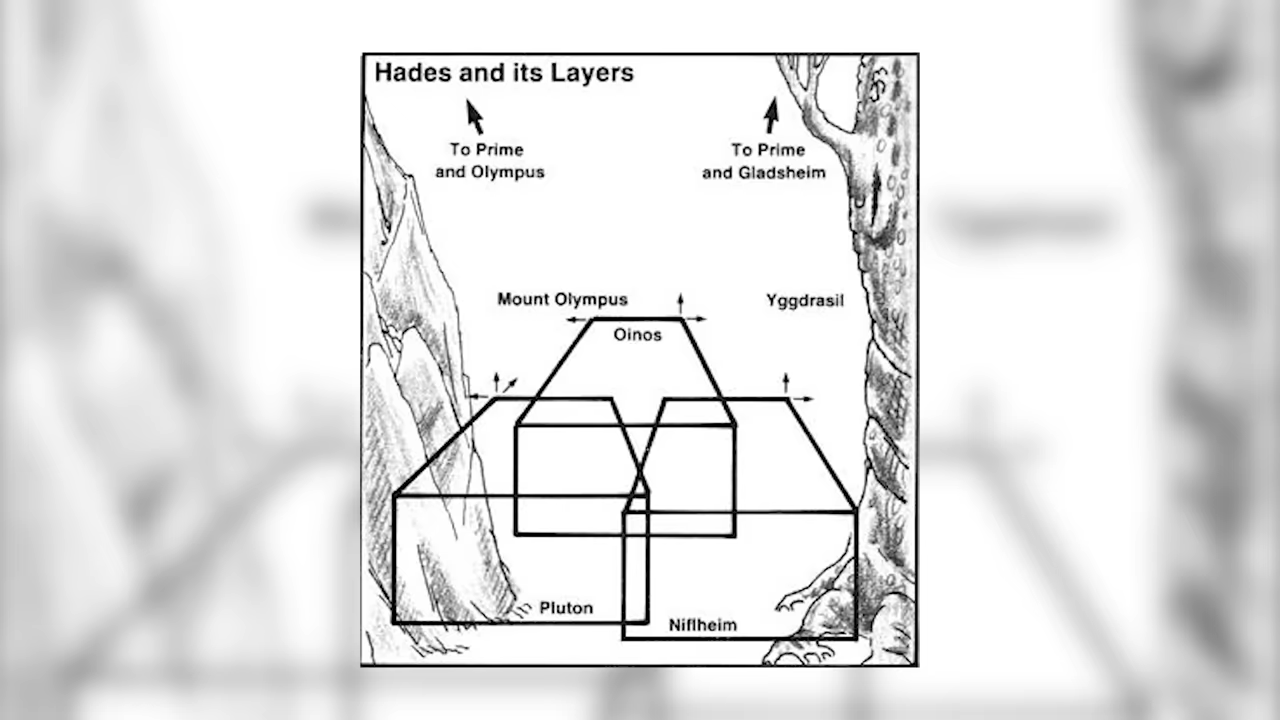 Hades and its Layers
To Prime
and Olympus
To Prime
and Gladsheim
Mount Olympus
Yggdrasil
Oinos
Pluton
Niflheim